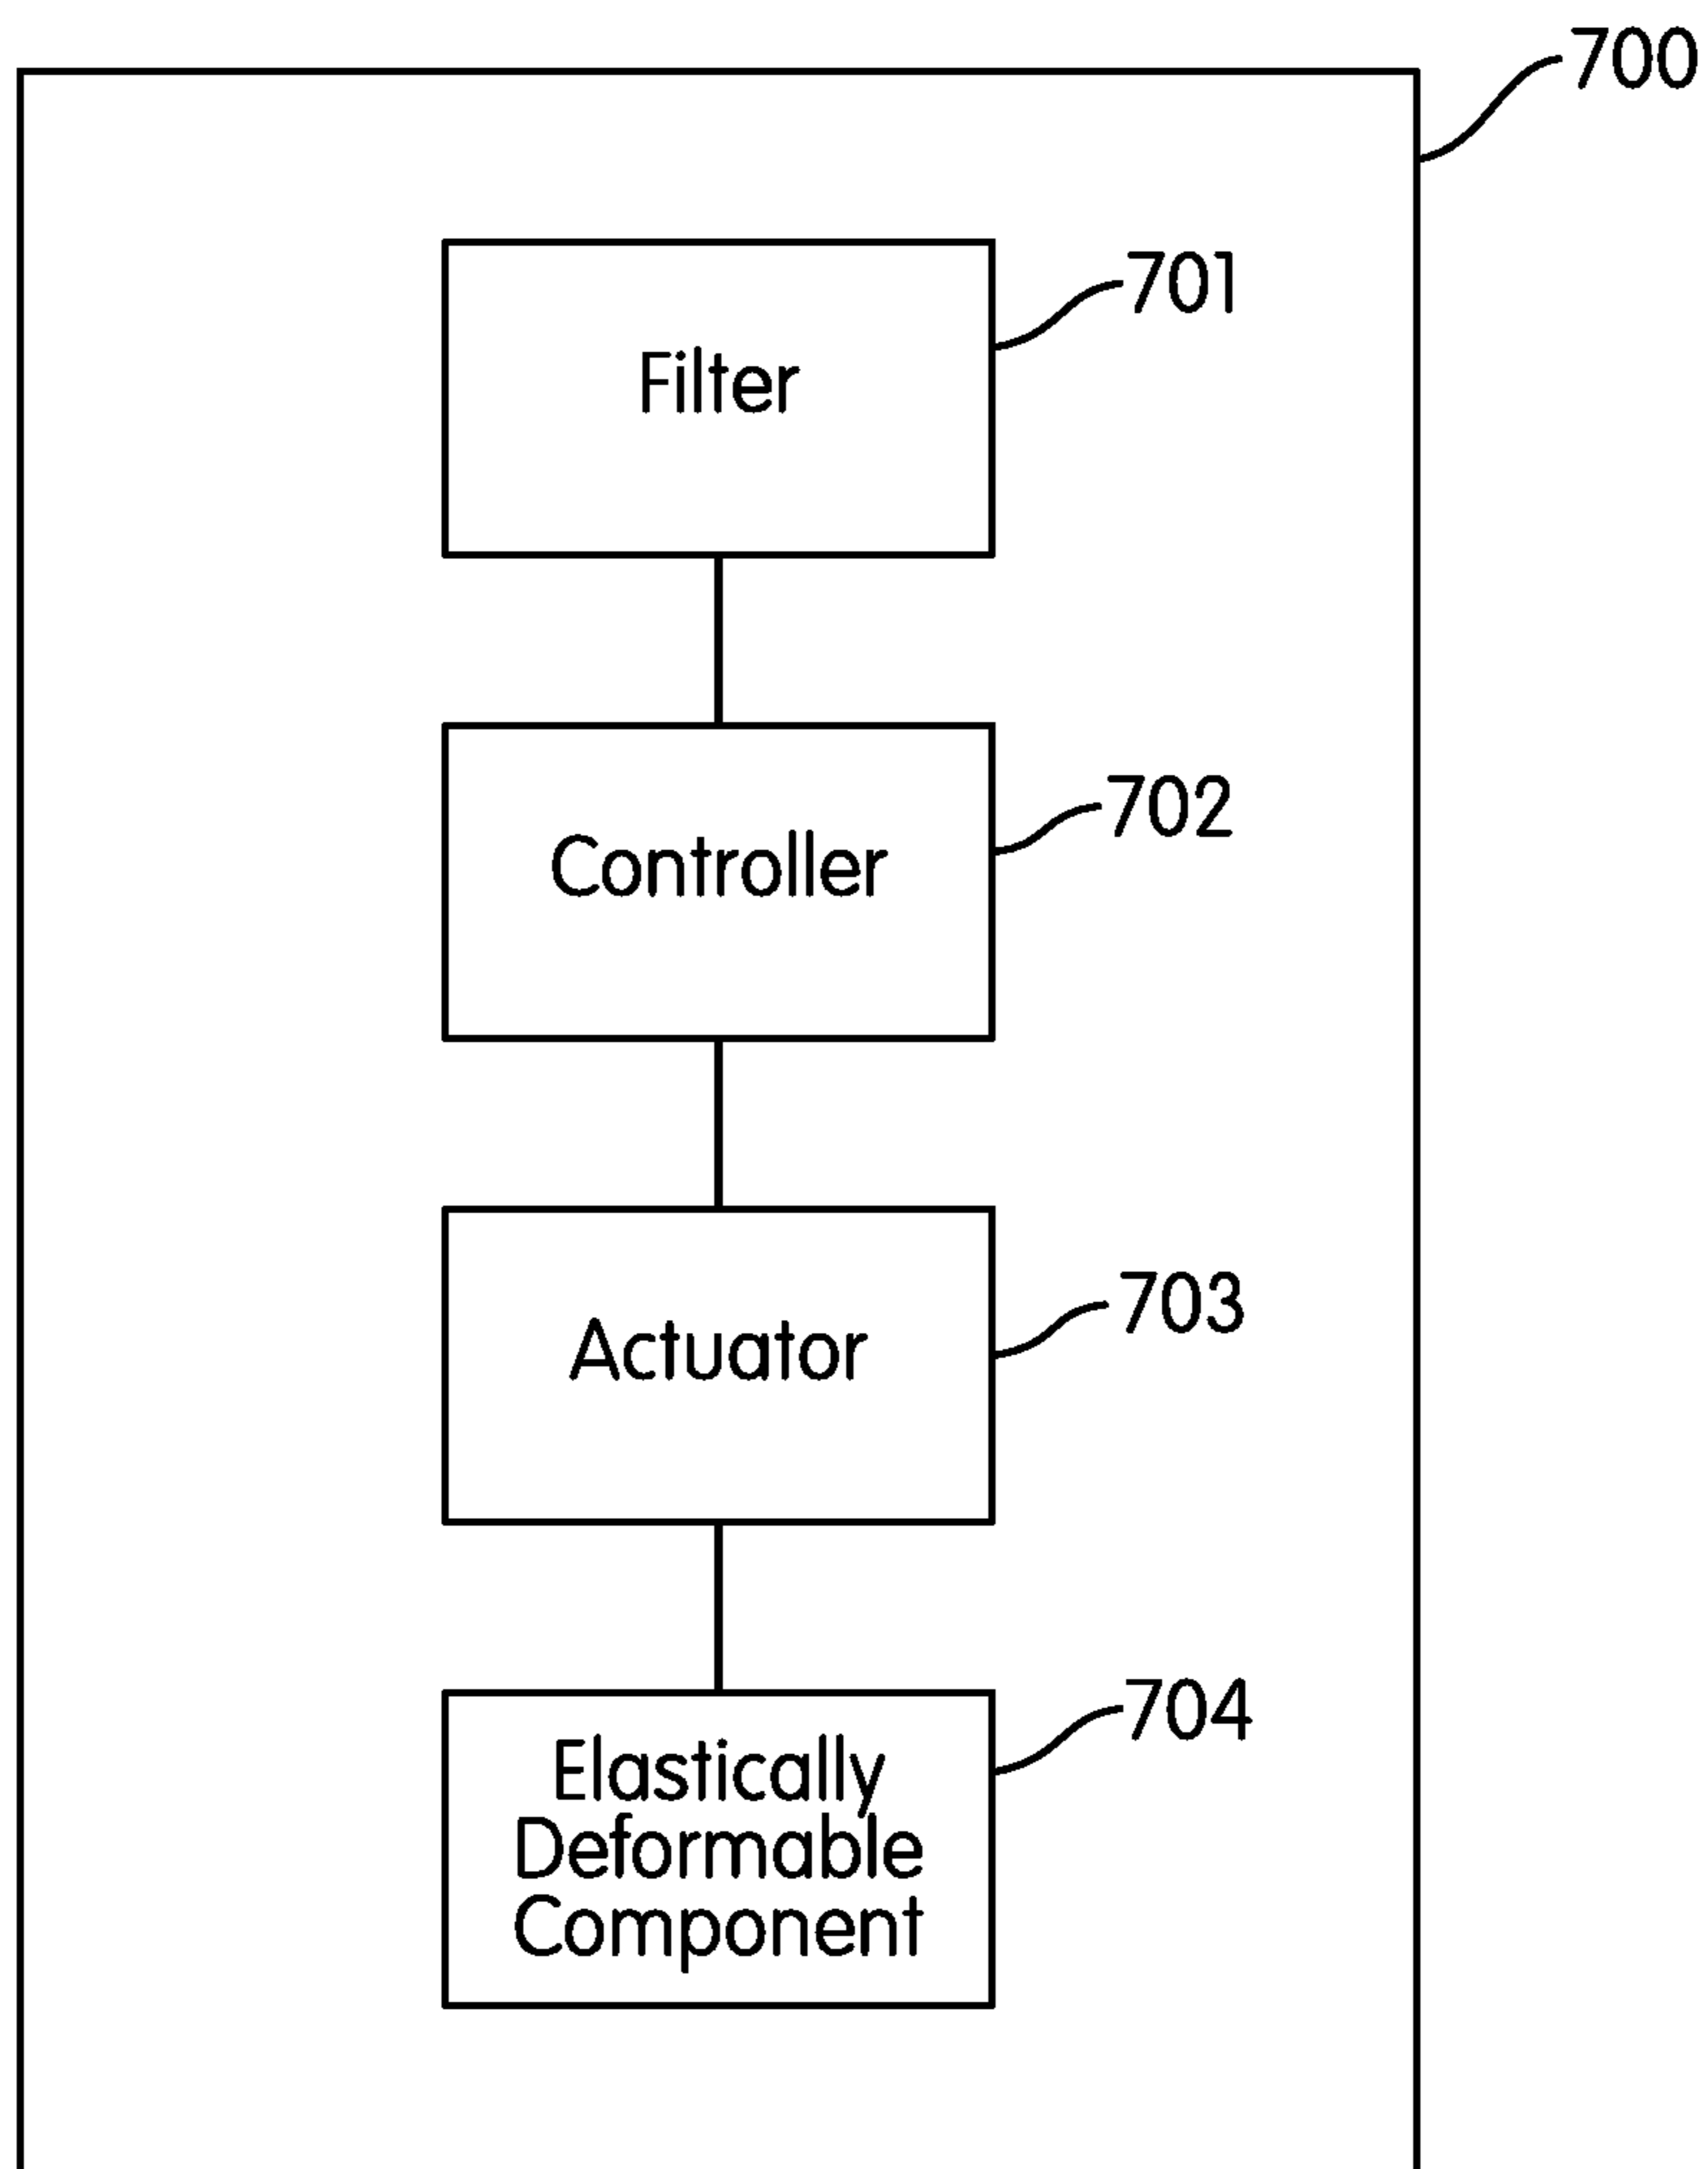 700
701
Filter
702
Controller
703
Actuator
704
Elastically
Deformable
Component